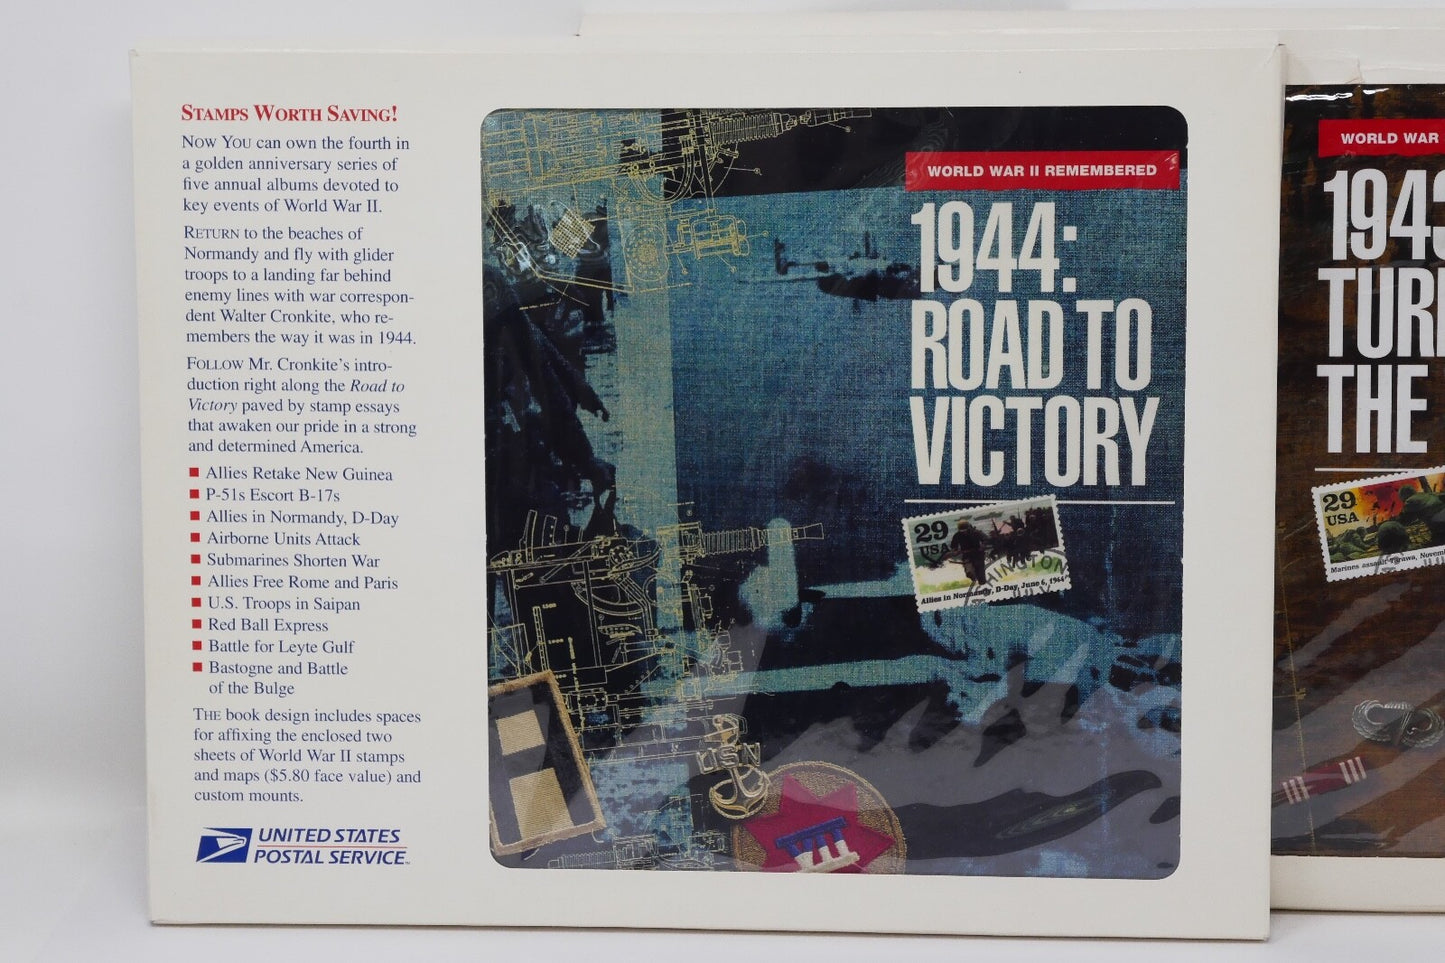 STAMPS WORTH SAVING!
NOW YOU can own the fourth in
a golden anniversary series of
five annual albums devoted to
key events of World War II.
RETURN to the beaches of
Normandy and fly with glider
troops to a landing far behind
enemy lines with war correspon-
dent Walter Cronkite, who re-
members the way it was in 1944.
FOLLOW Mr. Cronkite's intro-
duction right along the Road to
Victory paved by stamp essays
that awaken our pride in a strong
and determined America.
Allies Retake New Guinea
P-51s Escort B-17s
Allies in Normandy, D-Day
Airborne Units Attack
Submarines Shorten War
Allies Free Rome and Paris
U.S. Troops in Saipan
Red Ball Express
Battle for Leyte Gulf
Bastogne and Battle
of the Bulge
THE book design includes spaces
for affixing the enclosed two
sheets of World War II stamps
and maps ($5.80 face value) and
custom mounts.
UNITED STATES
POSTAL SERVICE
WORLD WAR II REMEMBERED
1944:
ROAD TO
VICTORY
29
USA
Allies in Normandy, D-Day, June 6, 1944
USN
VII
WORLD WAR
194
TUR
THE
29
USA
Marines assault Tarawa,